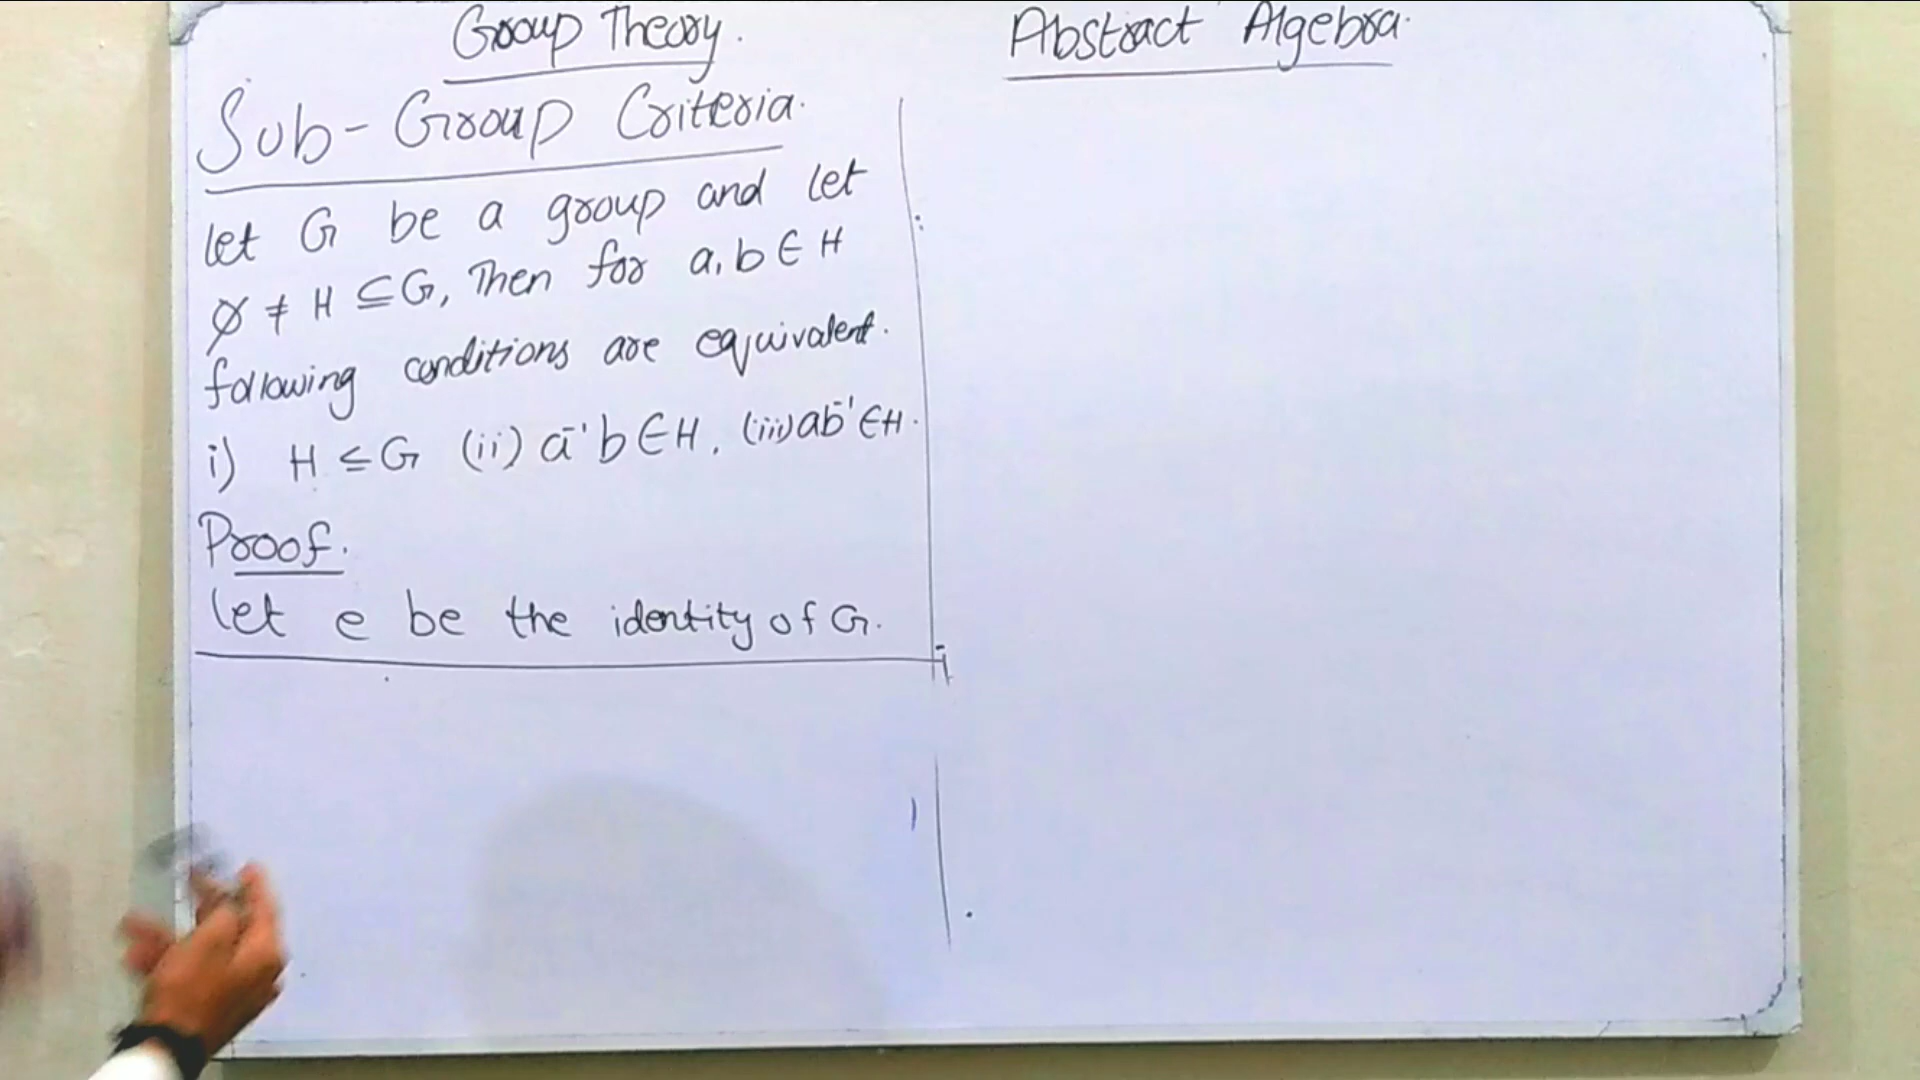 Group Theory.
Abstract Algebra.
Sub-Group Criteria.
let G be a group and let
∅ ≠ H ⊆ G, Then for a, b ∈ H
following conditions are equivalent.
i) H ≤ G (ii) a⁻¹b ∈ H, (iii) ab⁻¹ ∈ H.
Proof.
let e be the identity of G.